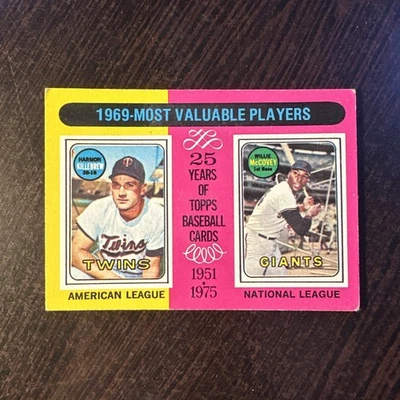 1969-MOST VALUABLE PLAYERS
HARMON
KILLEBREW
3B-1B
Twins
TWINS
AMERICAN LEAGUE
25
YEARS
OF
TOPPS
BASEBALL
CARDS
1951
1975
WILLIE
McCOVEY
1st Base
GIANTS
NATIONAL LEAGUE